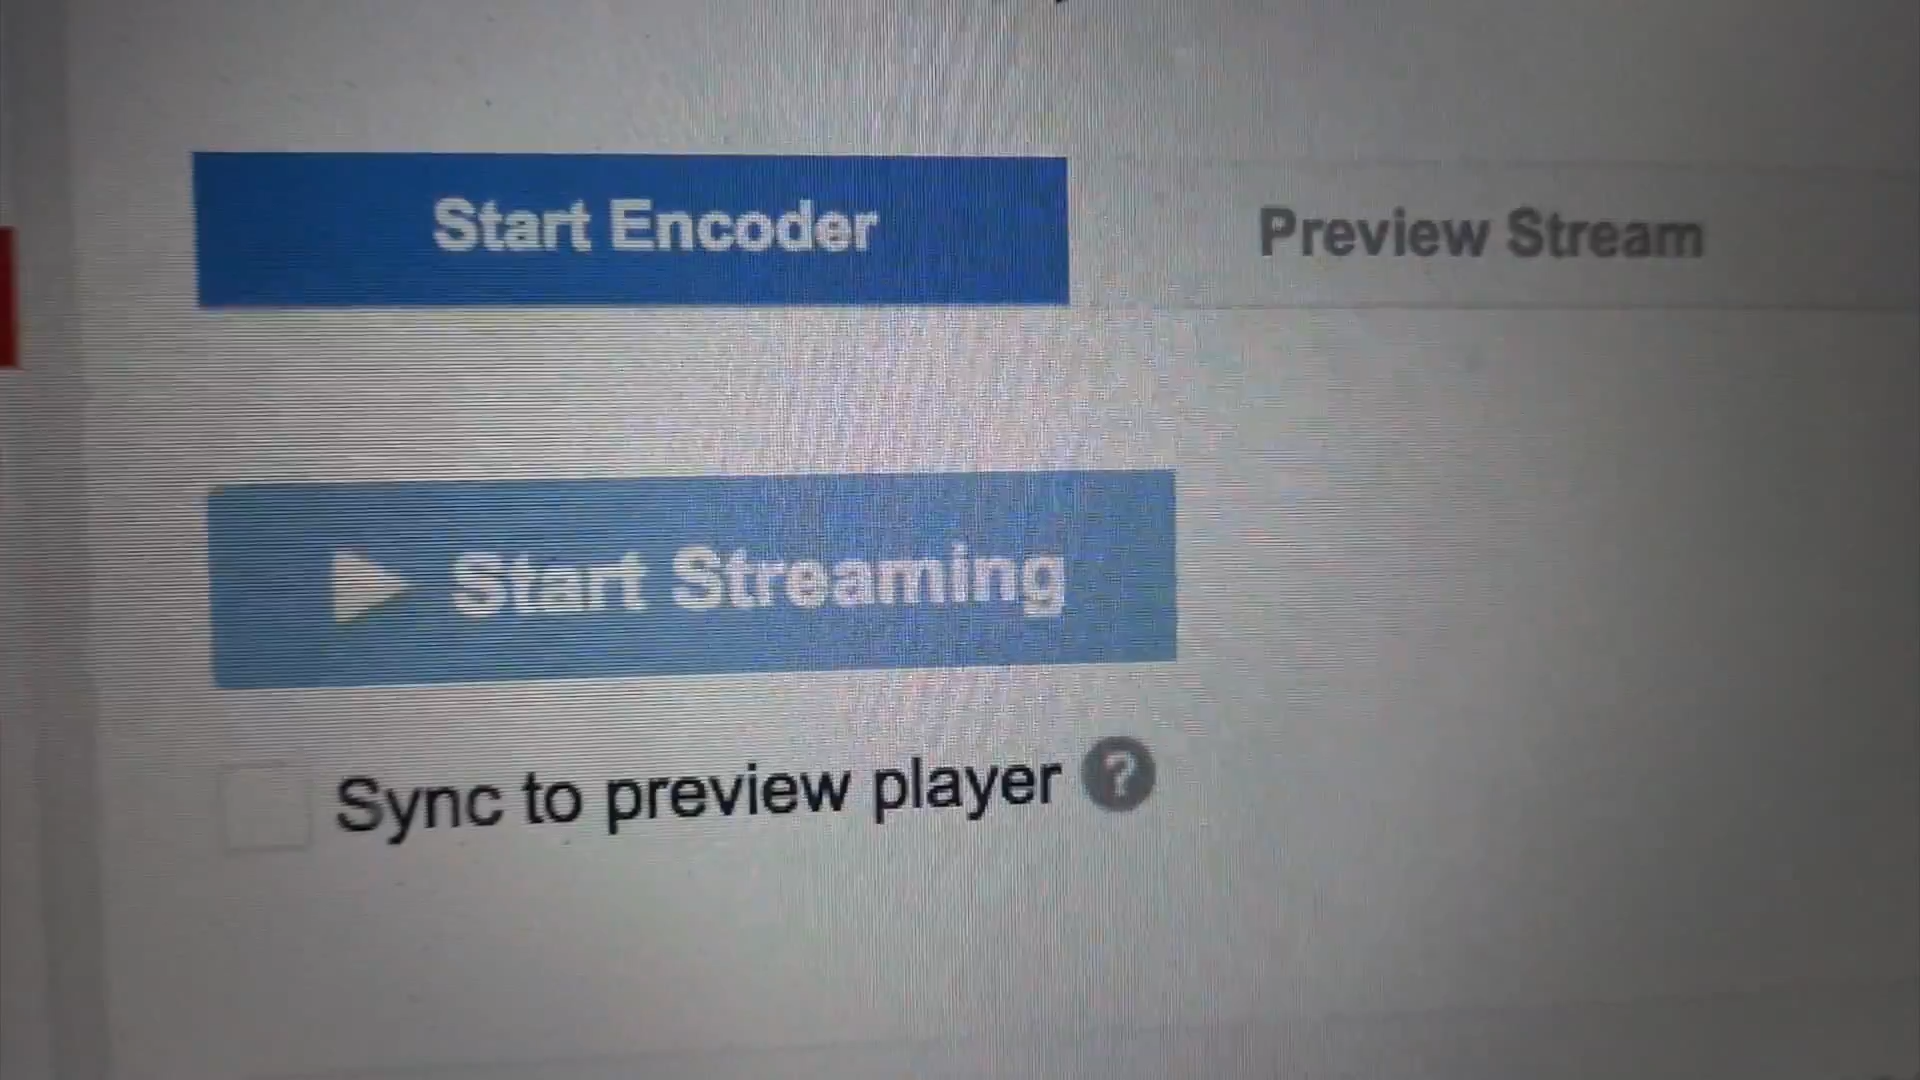 Start Encoder
Preview Stream
Start Streaming
Sync to preview player ?